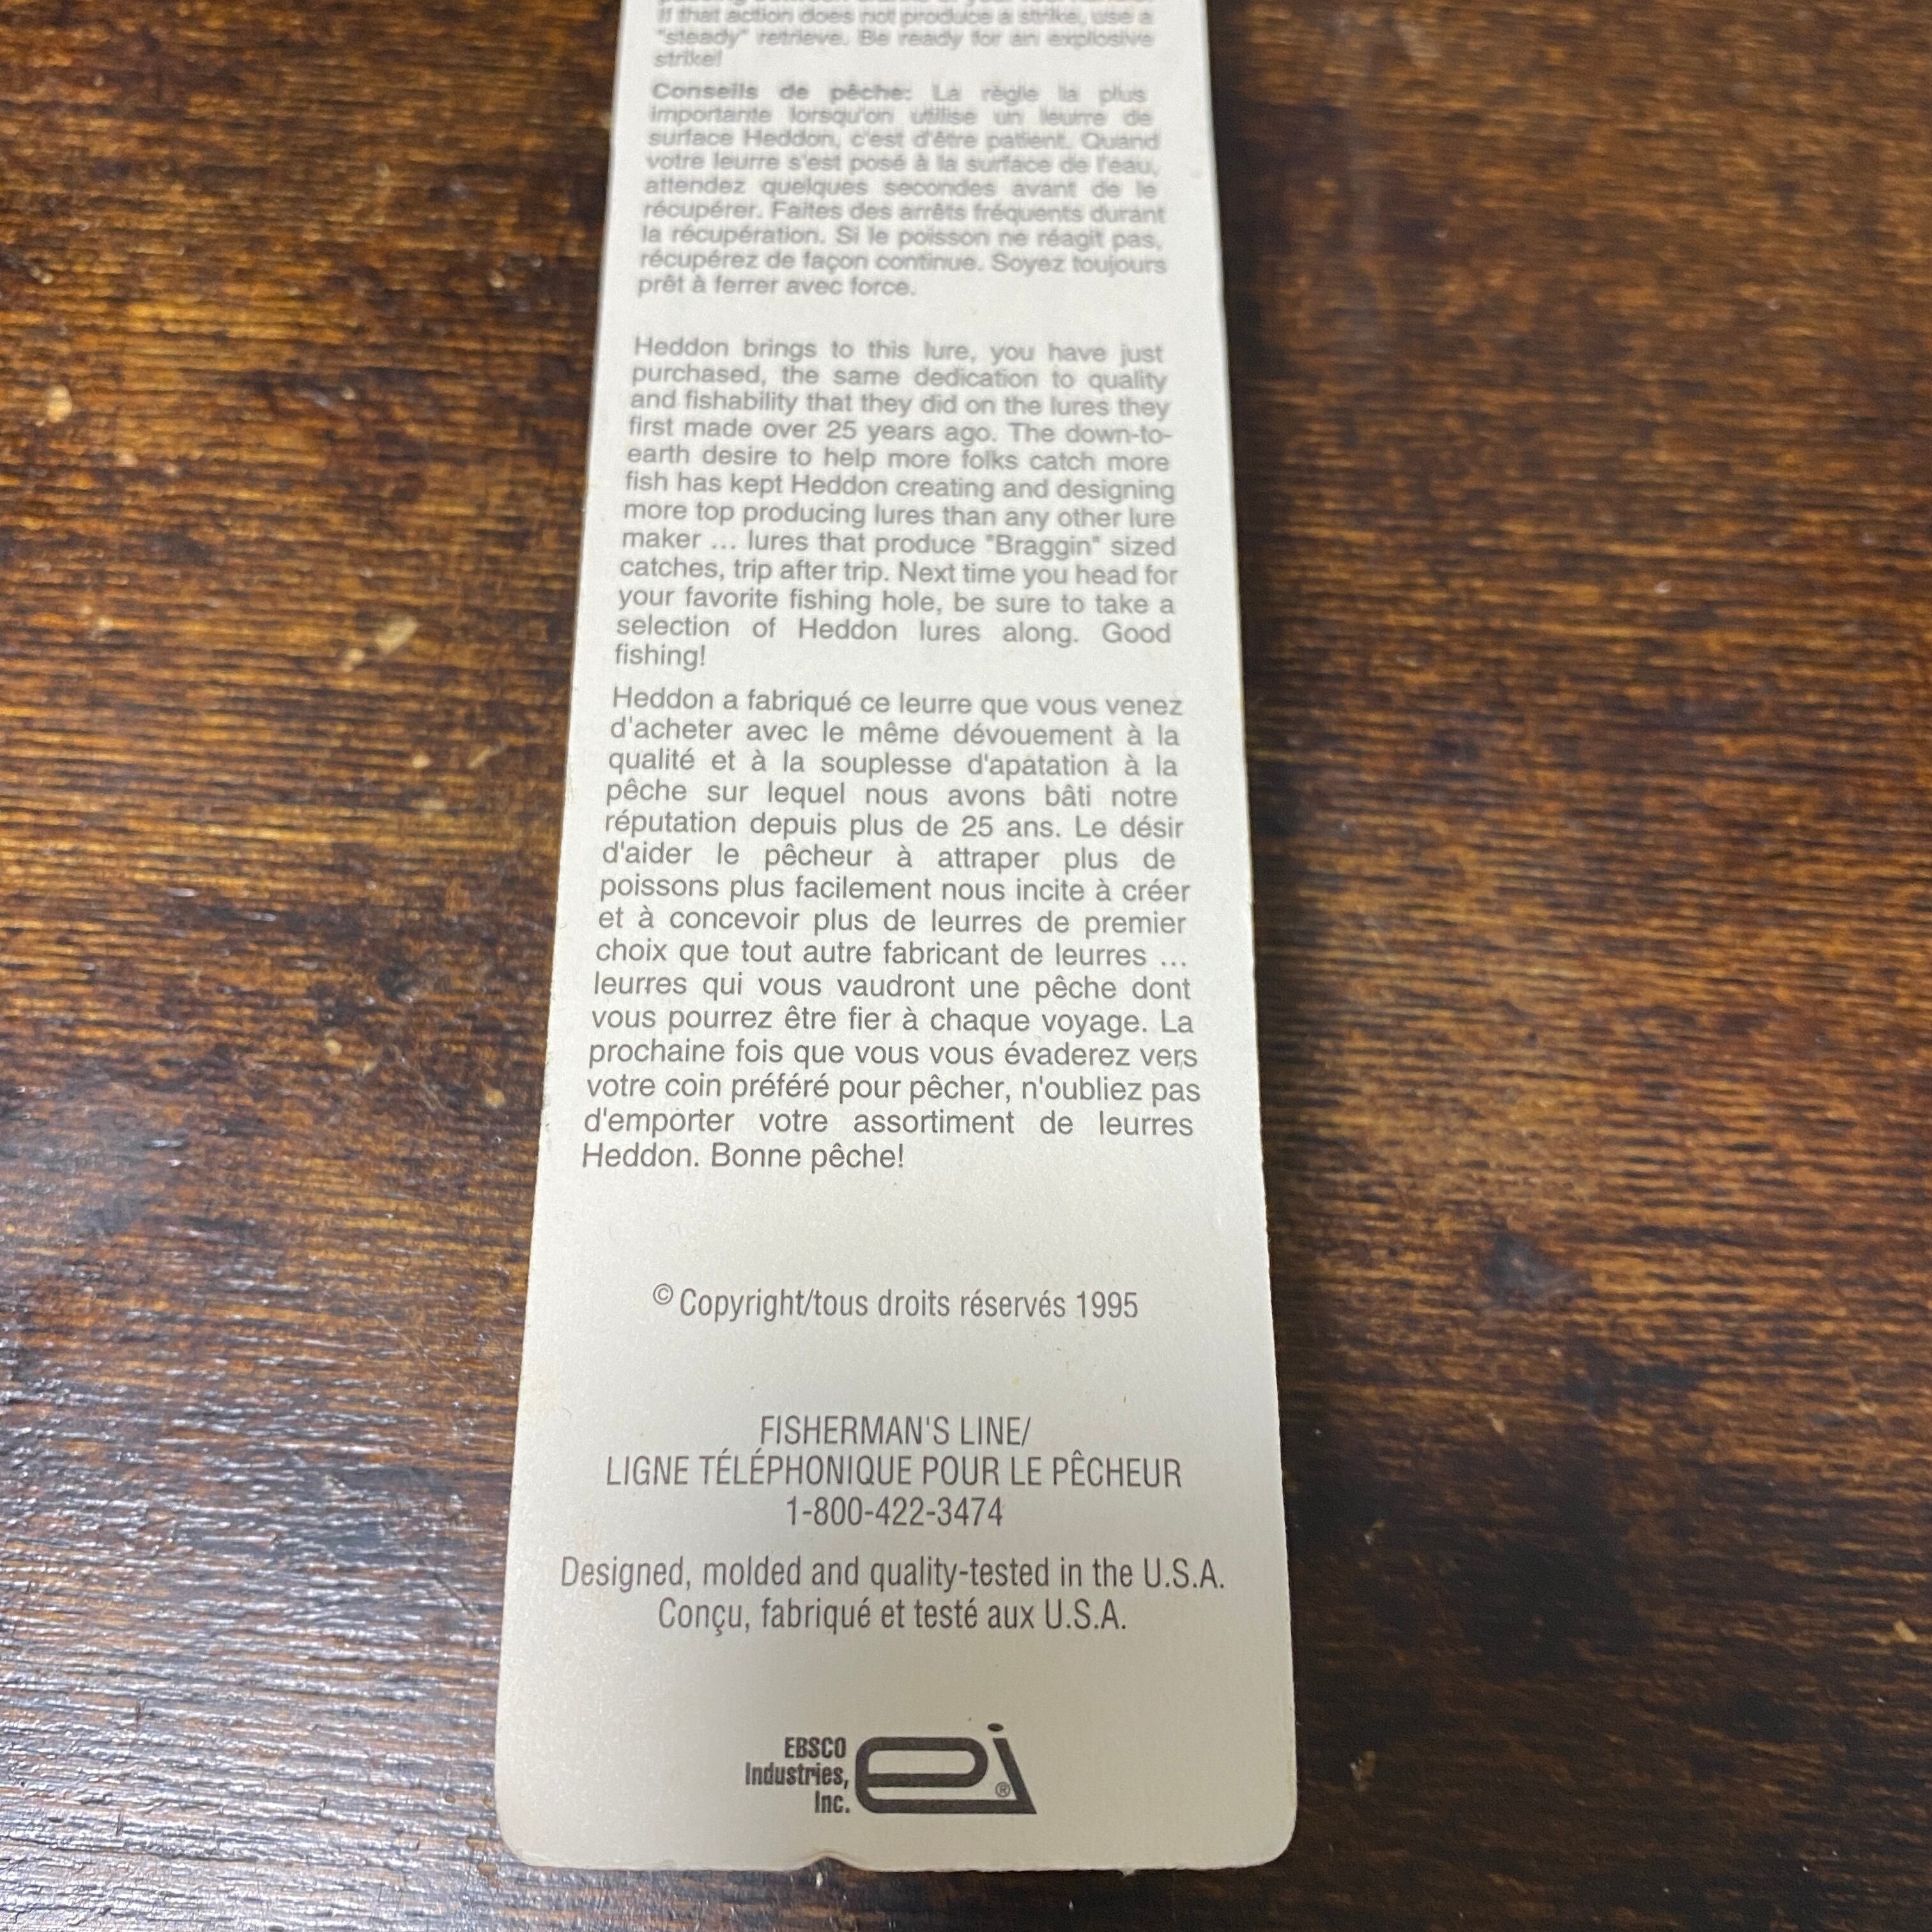 If that action does not produce a strike, use a
"steady" retrieve. Be ready for an explosive
strike!
Conseils de pêche: La règle la plus
importante lorsqu'on utilise un leurre de
surface Heddon, c'est d'être patient. Quand
votre leurre s'est posé à la surface de l'eau,
attendez quelques secondes avant de le
récupérer. Faites des arrêts fréquents durant
la récupération. Si le poisson ne réagit pas,
récupérez de façon continue. Soyez toujours
prêt à ferrer avec force.
Heddon brings to this lure, you have just
purchased, the same dedication to quality
and fishability that they did on the lures they
first made over 25 years ago. The down-to-
earth desire to help more folks catch more
fish has kept Heddon creating and designing
more top producing lures than any other lure
maker ... lures that produce "Braggin" sized
catches, trip after trip. Next time you head for
your favorite fishing hole, be sure to take a
selection of Heddon lures along. Good
fishing!
Heddon a fabriqué ce leurre que vous venez
d'acheter avec le même dévouement à la
qualité et à la souplesse d'apatation à la
pêche sur lequel nous avons bâti notre
réputation depuis plus de 25 ans. Le désir
d'aider le pêcheur à attraper plus de
poissons plus facilement nous incite à créer
et à concevoir plus de leurres de premier
choix que tout autre fabricant de leurres ...
leurres qui vous vaudront une pêche dont
vous pourrez être fier à chaque voyage. La
prochaine fois que vous vous évaderez vers
votre coin préféré pour pêcher, n'oubliez pas
d'emporter votre assortiment de leurres
Heddon. Bonne pêche!
© Copyright/tous droits réservés 1995
FISHERMAN'S LINE/
LIGNE TÉLÉPHONIQUE POUR LE PÊCHEUR
1-800-422-3474
Designed, molded and quality-tested in the U.S.A.
Conçu, fabriqué et testé aux U.S.A.
EBSCO
Industries,
Inc.
ei ®